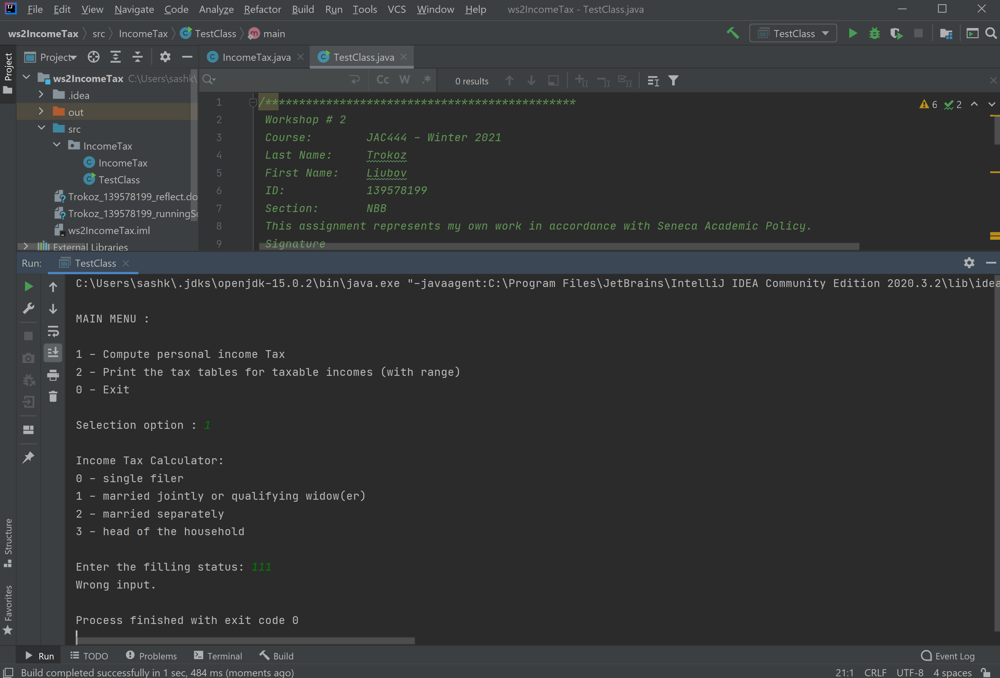 File Edit View Navigate Code Analyze Refactor Build Run Tools VCS Window Help ws2IncomeTax - TestClass.java
ws2IncomeTax src IncomeTax TestClass main
TestClass
Project
Project
IncomeTax.java
TestClass.java
ws2IncomeTax C:\Users\sashk\
.idea
out
src
IncomeTax
IncomeTax
TestClass
Trokoz_139578199_reflect.do
Trokoz_139578199_runningSc
ws2IncomeTax.iml
External Libraries
Cc W .* 0 results
6 2
1 /**********************************************
2 Workshop # 2
3 Course: JAC444 - Winter 2021
4 Last Name: Trokoz
5 First Name: Liubov
6 ID: 139578199
7 Section: NBB
8 This assignment represents my own work in accordance with Seneca Academic Policy.
9 Signature
Run: TestClass
C:\Users\sashk\.jdks\openjdk-15.0.2\bin\java.exe "-javaagent:C:\Program Files\JetBrains\IntelliJ IDEA Community Edition 2020.3.2\lib\idea
MAIN MENU :
1 - Compute personal income Tax
2 - Print the tax tables for taxable incomes (with range)
0 - Exit
Selection option : 1
Income Tax Calculator:
0 - single filer
1 - married jointly or qualifying widow(er)
2 - married separately
3 - head of the household
Enter the filling status: 111
Wrong input.
Process finished with exit code 0
Structure
Favorites
Run TODO Problems Terminal Build Event Log
Build completed successfully in 1 sec, 484 ms (moments ago) 21:1 CRLF UTF-8 4 spaces